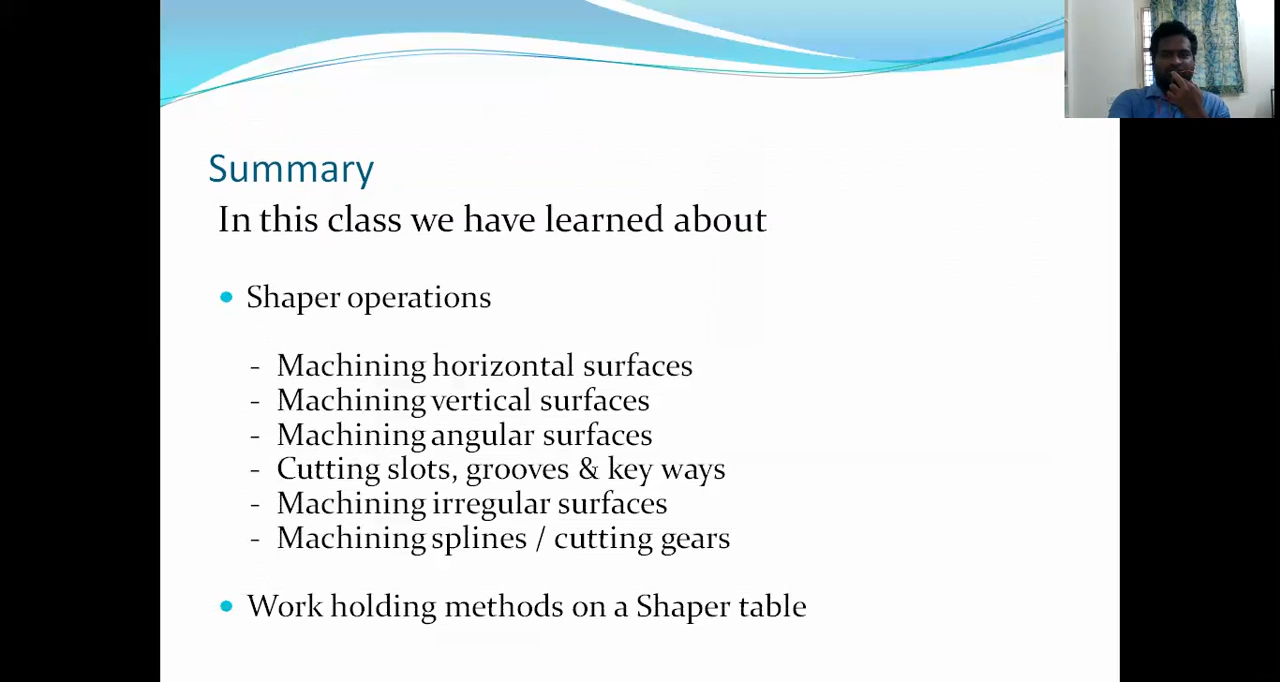 Summary
In this class we have learned about
• Shaper operations
- Machining horizontal surfaces
- Machining vertical surfaces
- Machining angular surfaces
- Cutting slots, grooves & key ways
- Machining irregular surfaces
- Machining splines / cutting gears
• Work holding methods on a Shaper table